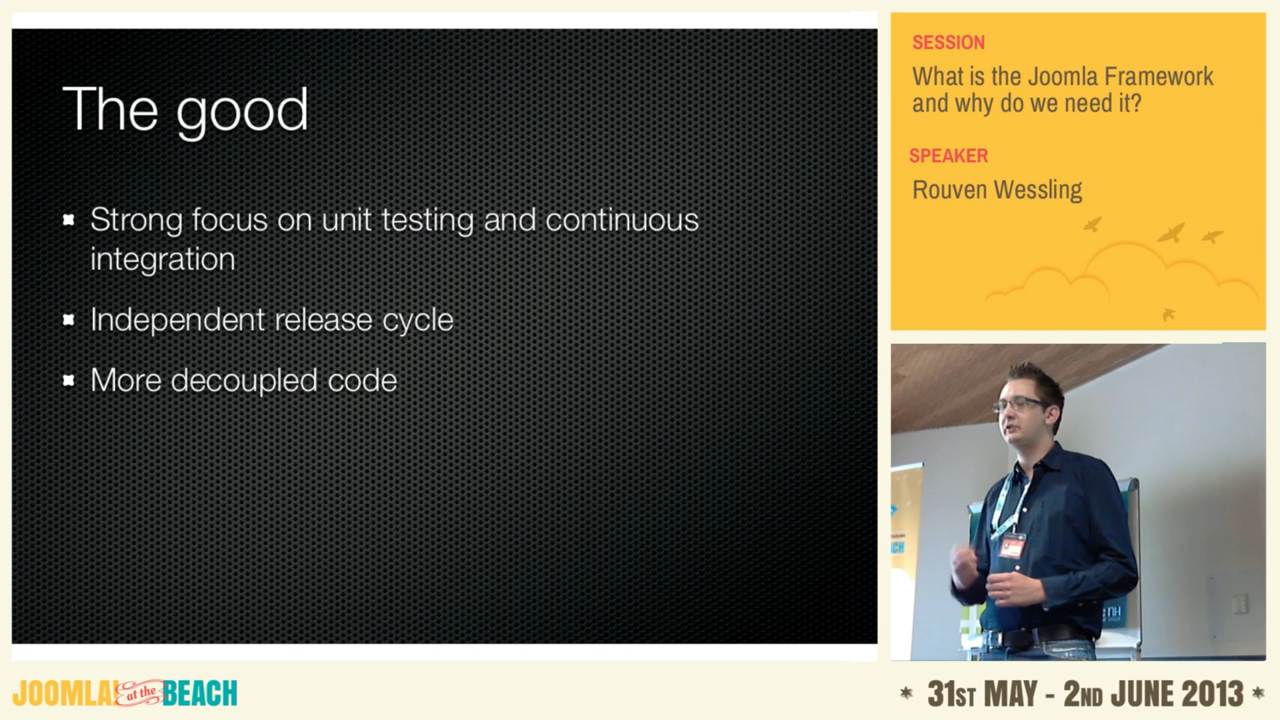 The good
Strong focus on unit testing and continuous
integration
Independent release cycle
More decoupled code
SESSION
What is the Joomla Framework
and why do we need it?
SPEAKER
Rouven Wessling
NH
JOOMLA! at the BEACH
* 31ST MAY - 2ND JUNE 2013 *